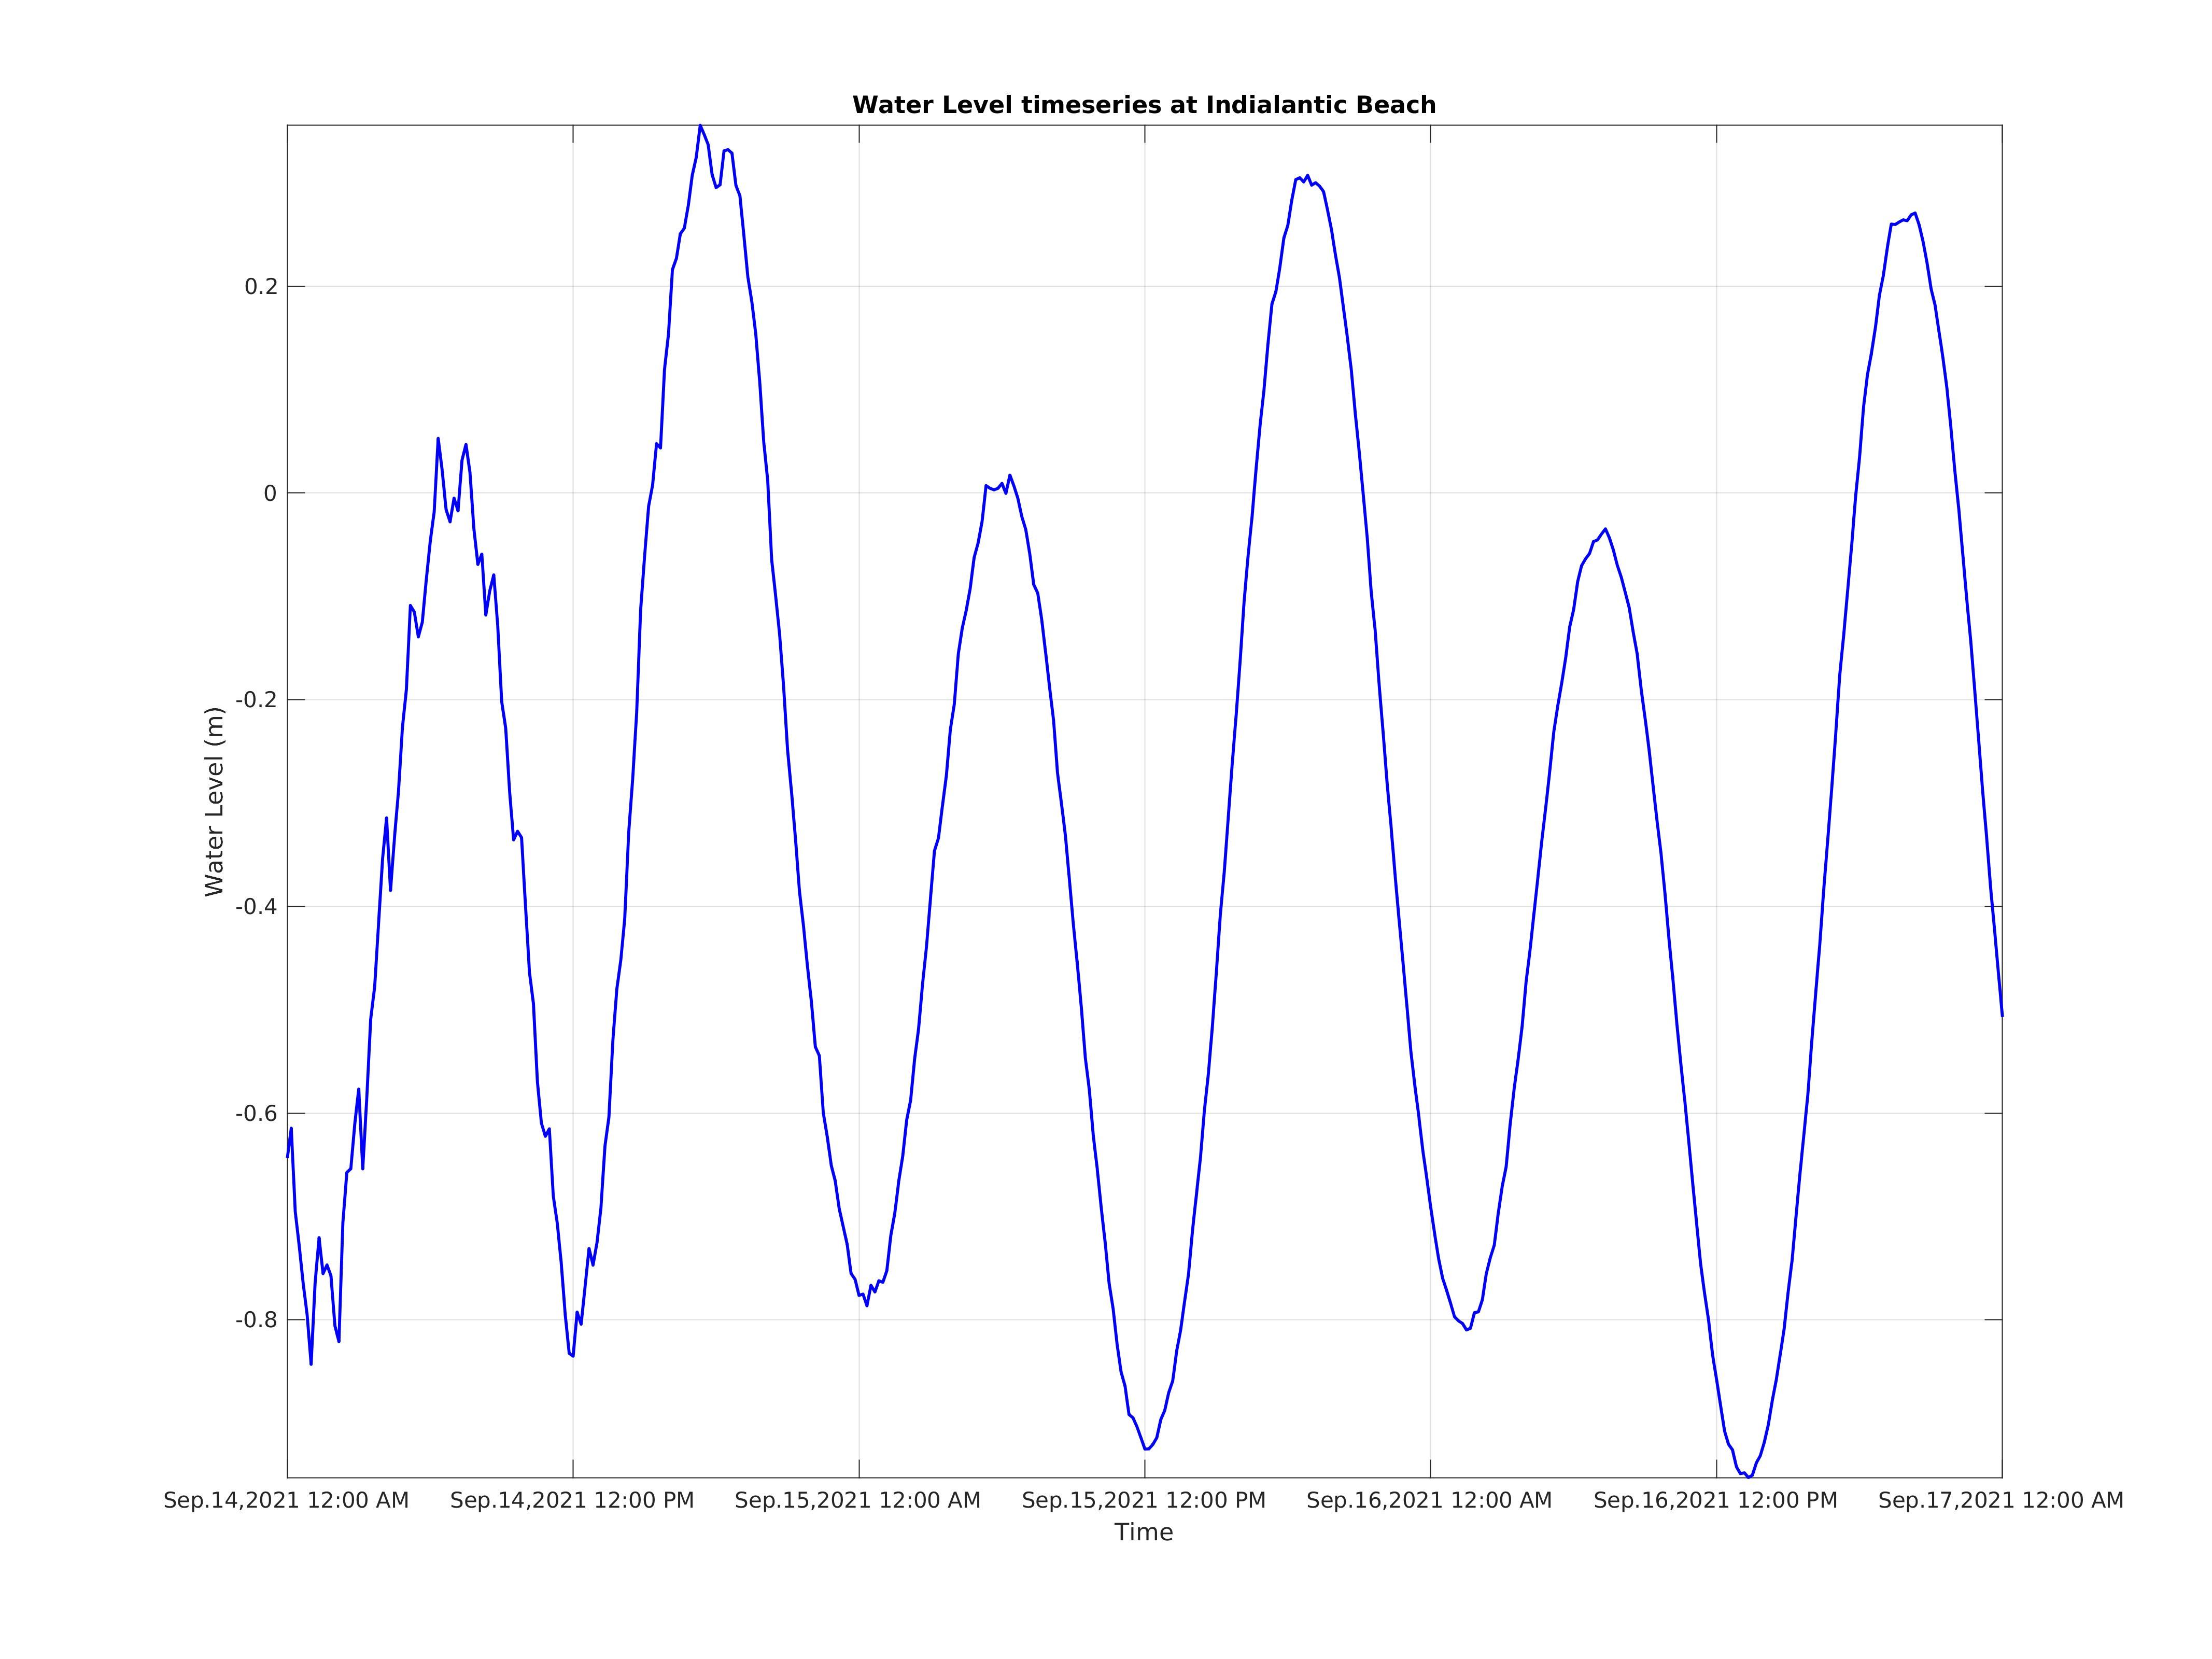 Water Level timeseries at Indialantic Beach
0.2
0
-0.2
-0.4
-0.6
-0.8
Water Level (m)
Sep.14,2021 12:00 AM Sep.14,2021 12:00 PM Sep.15,2021 12:00 AM Sep.15,2021 12:00 PM Sep.16,2021 12:00 AM Sep.16,2021 12:00 PM Sep.17,2021 12:00 AM
Time